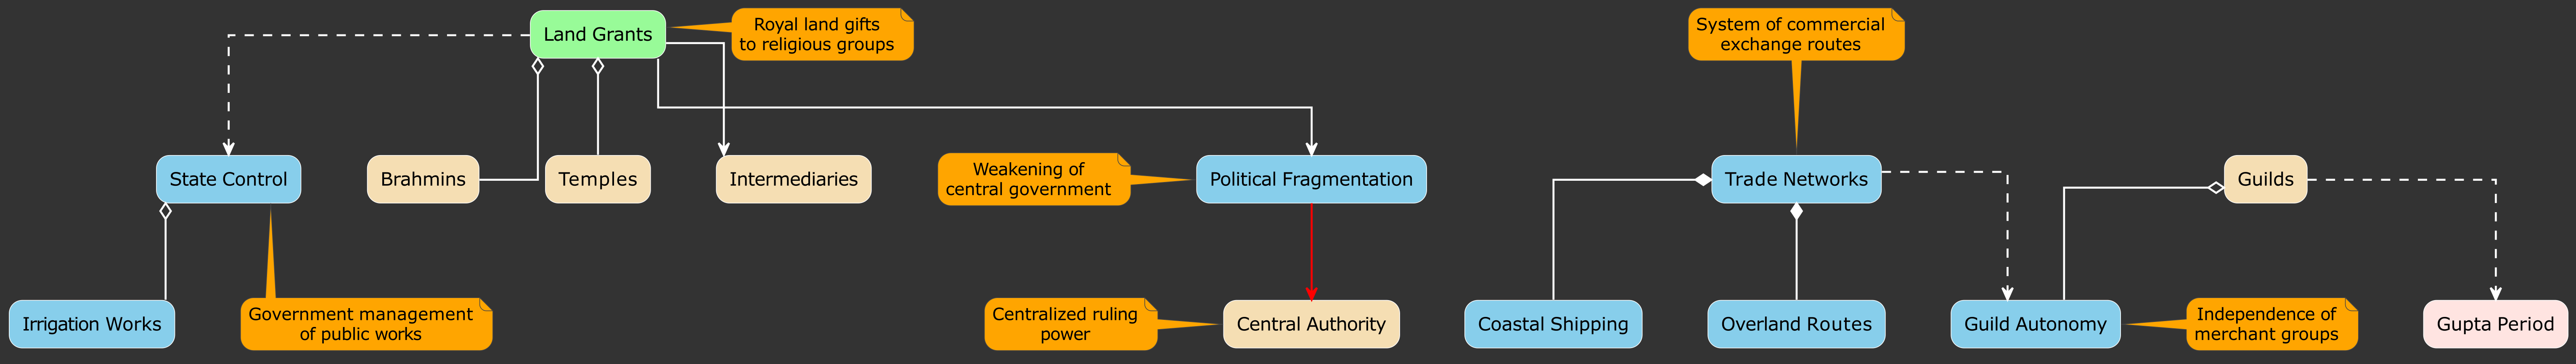 Land Grants
Royal land gifts
to religious groups
System of commercial
exchange routes
State Control
Brahmins
Temples
Intermediaries
Weakening of
central government
Political Fragmentation
Trade Networks
Guilds
Irrigation Works
Government management
of public works
Centralized ruling
power
Central Authority
Coastal Shipping
Overland Routes
Guild Autonomy
Independence of
merchant groups
Gupta Period